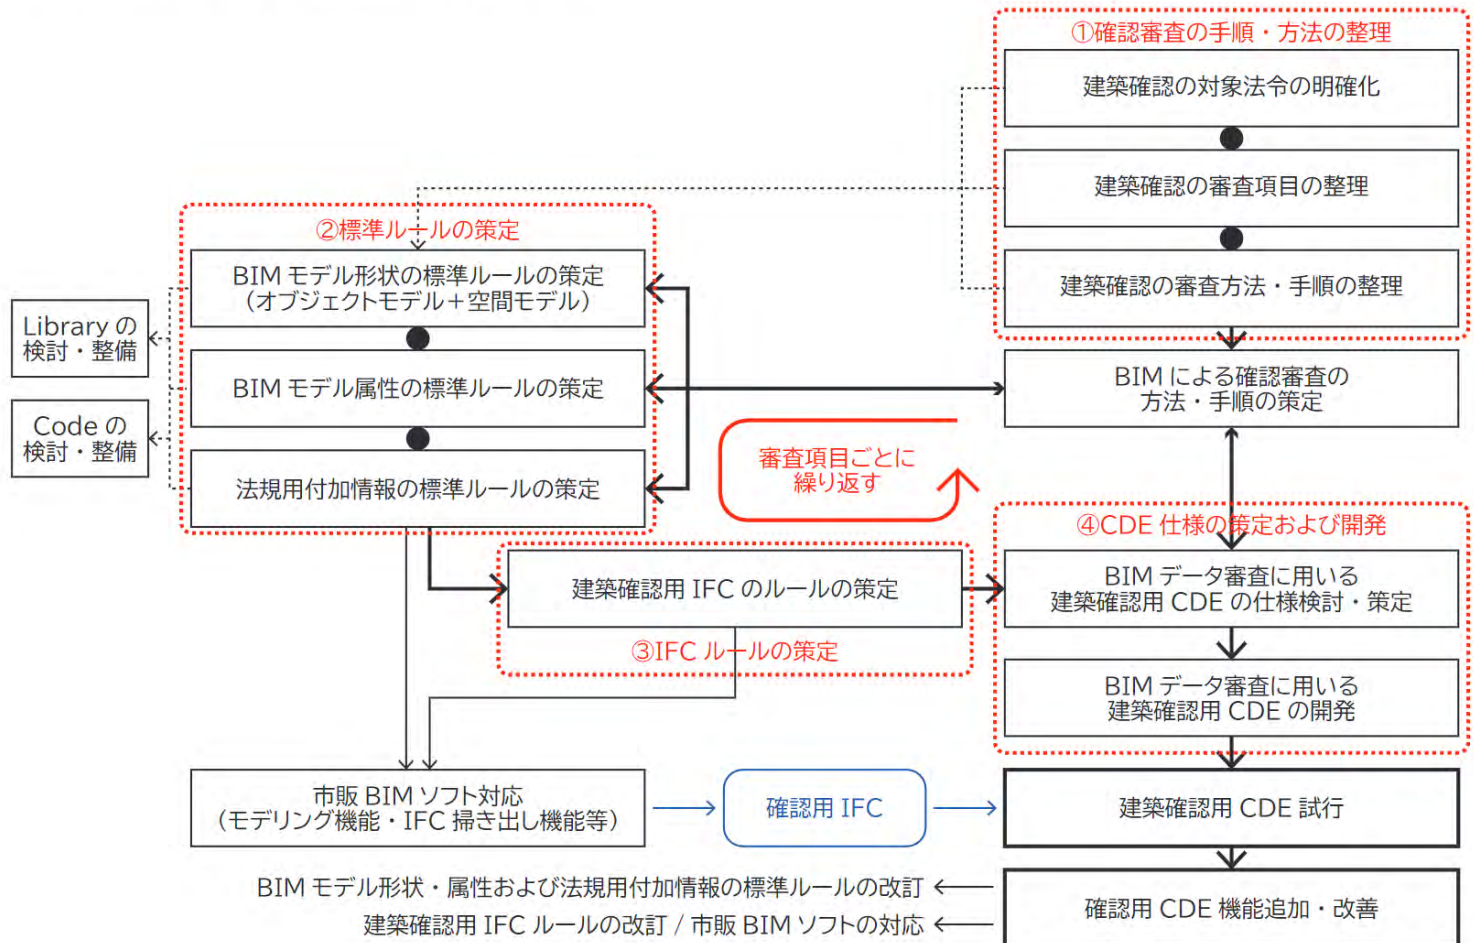 ①確認審査の手順・方法の整理
建築確認の対象法令の明確化
建築確認の審査項目の整理
建築確認の審査方法・手順の整理
②標準ルールの策定
BIM モデル形状の標準ルールの策定
（オブジェクトモデル＋空間モデル）
BIM モデル属性の標準ルールの策定
法規用付加情報の標準ルールの策定
Library の
検討・整備
Code の
検討・整備
BIM による確認審査の
方法・手順の策定
審査項目ごとに
繰り返す
④CDE 仕様の策定および開発
BIM データ審査に用いる
建築確認用 CDE の仕様検討・策定
建築確認用 IFC のルールの策定
③IFC ルールの策定
BIM データ審査に用いる
建築確認用 CDE の開発
市販 BIM ソフト対応
（モデリング機能・IFC 掃き出し機能等）
確認用 IFC
建築確認用 CDE 試行
BIM モデル形状・属性および法規用付加情報の標準ルールの改訂
建築確認用 IFC ルールの改訂 / 市販 BIM ソフトの対応
確認用 CDE 機能追加・改善